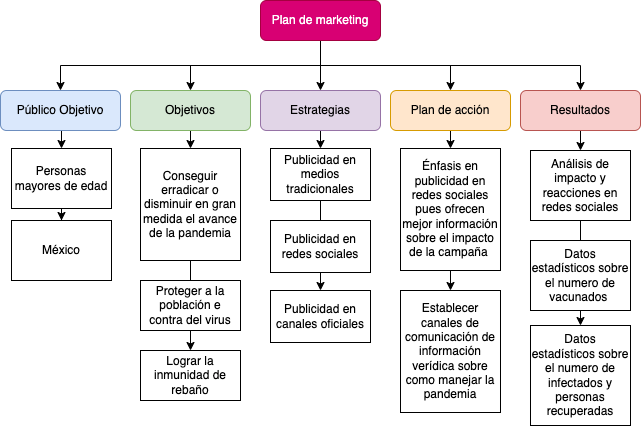 Plan de marketing
Público Objetivo
Objetivos
Estrategias
Plan de acción
Resultados
Personas
mayores de edad
México
Conseguir
erradicar o
disminuir en gran
medida el avance
de la pandemia
Proteger a la
población e
contra del virus
Lograr la
inmunidad de
rebaño
Publicidad en
medios
tradicionales
Publicidad en
redes sociales
Publicidad en
canales oficiales
Énfasis en
publicidad en
redes sociales
pues ofrecen
mejor información
sobre el impacto
de la campaña
Establecer
canales de
comunicación de
información
verídica sobre
como manejar la
pandemia
Análisis de
impacto y
reacciones en
redes sociales
Datos
estadísticos sobre
el numero de
vacunados
Datos
estadísticos sobre
el numero de
infectados y
personas
recuperadas